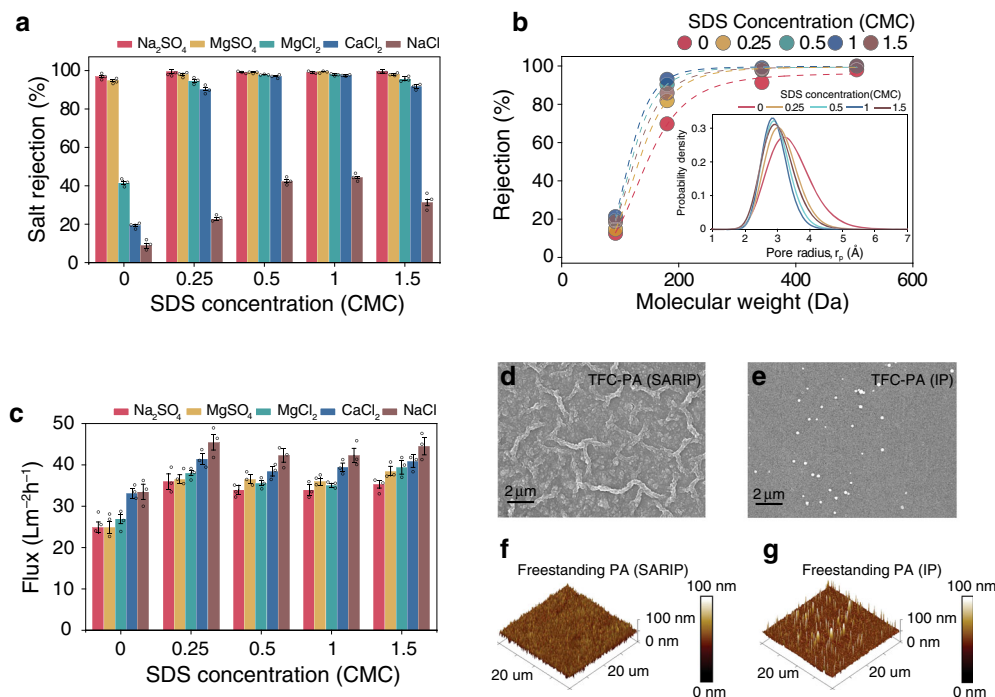 a
Na₂SO₄ MgSO₄ MgCl₂ CaCl₂ NaCl
100
80
60
40
20
0
Salt rejection (%)
0 0.25 0.5 1 1.5
SDS concentration (CMC)
b
SDS Concentration (CMC)
0 0.25 0.5 1 1.5
100
80
60
40
20
0
Rejection (%)
0 200 400 600
Molecular weight (Da)
SDS concentration(CMC)
0 0.25 0.5 1 1.5
0.3
0.2
0.1
0
Probability density
1 2 3 4 5 6 7
Pore radius, rₚ (Å)
c
Na₂SO₄ MgSO₄ MgCl₂ CaCl₂ NaCl
50
40
30
20
10
0
Flux (Lm⁻²h⁻¹)
0 0.25 0.5 1 1.5
SDS concentration (CMC)
d
TFC-PA (SARIP)
2 μm
e
TFC-PA (IP)
2 μm
f
Freestanding PA (SARIP)
100 nm
100 nm
0 nm
0 nm
20 um
20 um
g
Freestanding PA (IP)
100 nm
100 nm
0 nm
0 nm
20 um
20 um